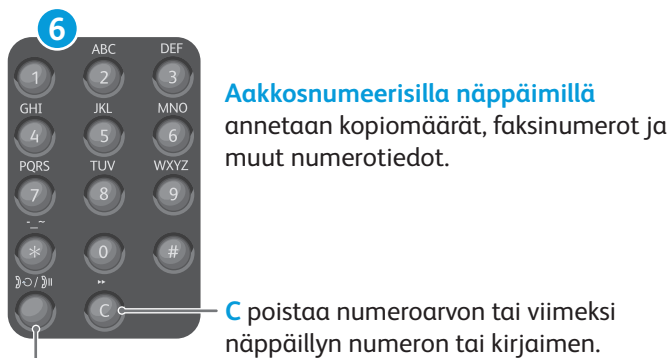 6
ABC DEF
1 2 3
GHI JKL MNO
4 5 6
PQRS TUV WXYZ
7 8 9
-_~
* 0 #
C
Aakkosnumeerisilla näppäimillä
annetaan kopiomäärät, faksinumerot ja
muut numerotiedot.
C poistaa numeroarvon tai viimeksi
näppäillyn numeron tai kirjaimen.